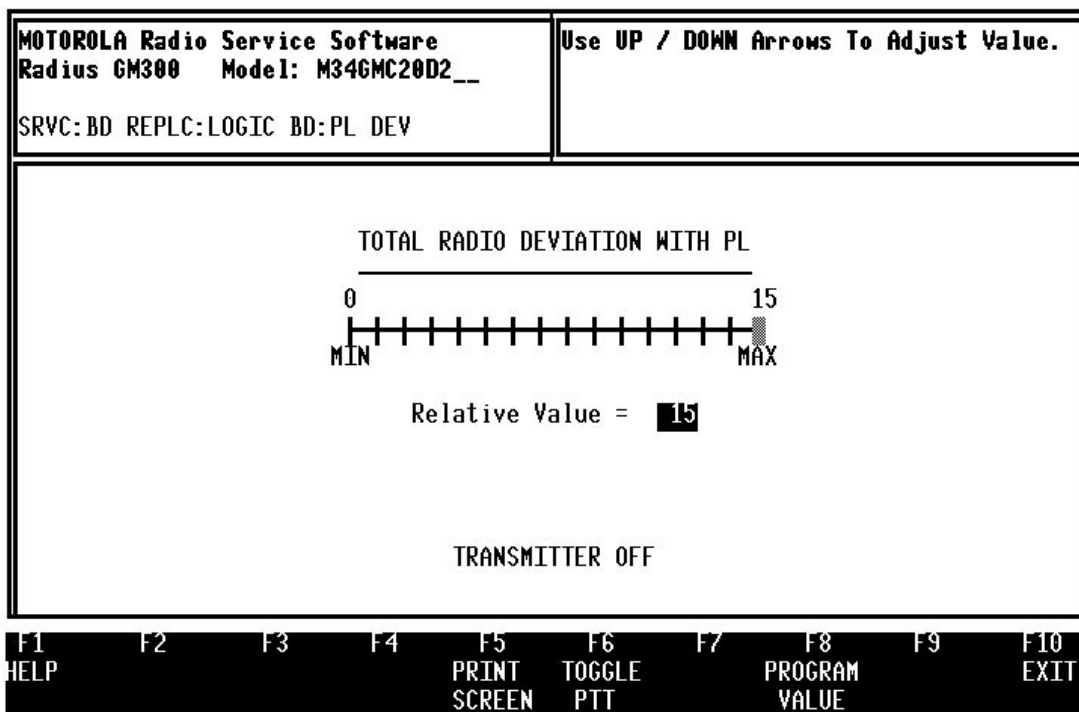 MOTOROLA Radio Service Software
Radius GM300 Model: M34GMC20D2__
SRVC:BD REPLC:LOGIC BD:PL DEV
Use UP / DOWN Arrows To Adjust Value.
TOTAL RADIO DEVIATION WITH PL
0 15
MIN MAX
Relative Value = 15
TRANSMITTER OFF
F1 F2 F3 F4 F5 F6 F7 F8 F9 F10
HELP PRINT TOGGLE PROGRAM EXIT
SCREEN PTT VALUE